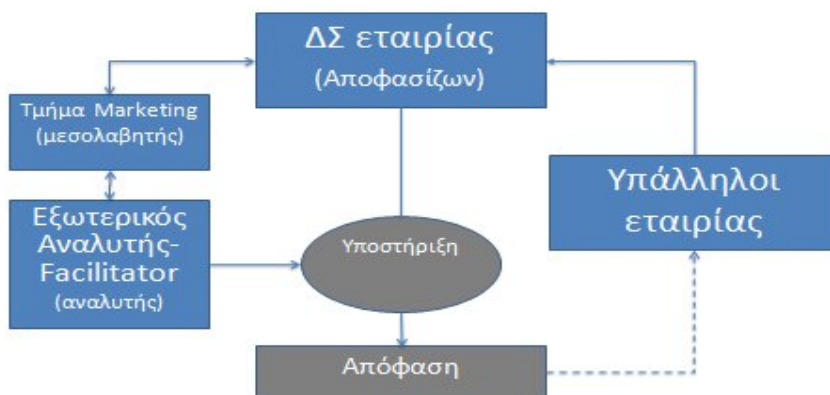 ΔΣ εταιρίας
(Αποφασίζων)
Τμήμα Marketing
(μεσολαβητής)
Εξωτερικός
Αναλυτής-
Facilitator
(αναλυτής)
Υποστήριξη
Υπάλληλοι
εταιρίας
Απόφαση